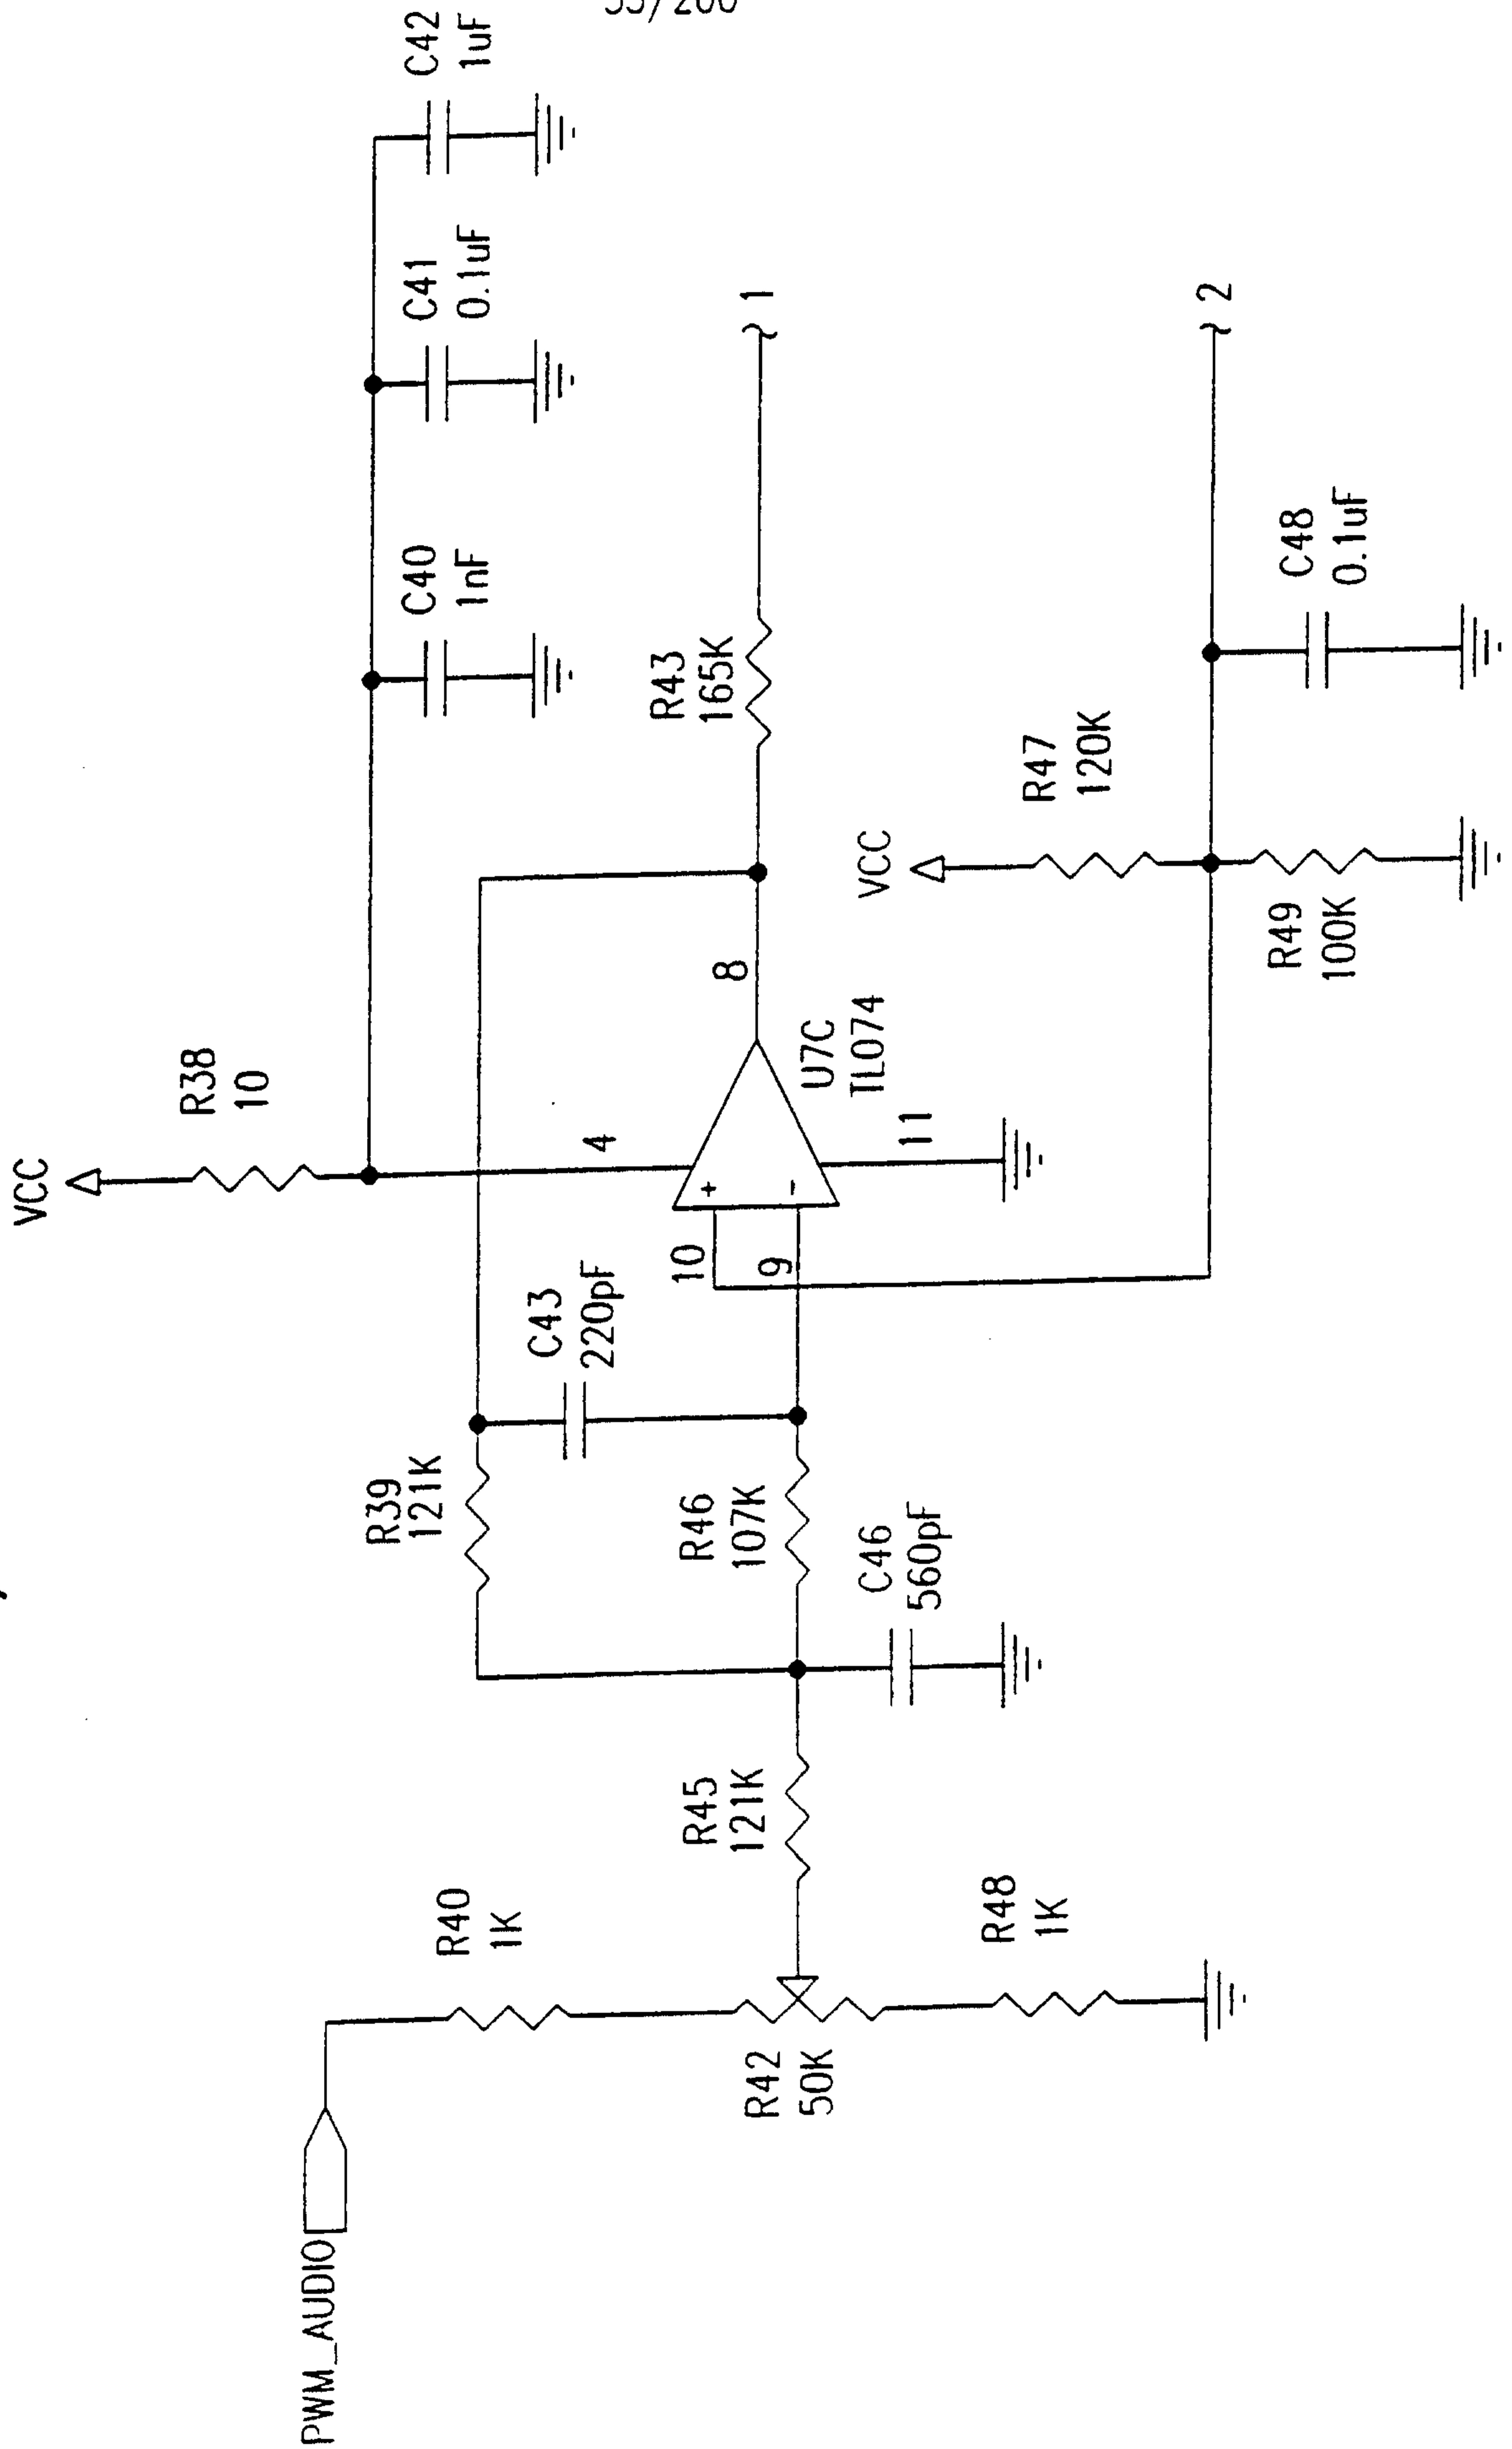 55/200
VCC
R38
10
C40
1nF
C41
0.1uF
C42
1uF
R39
121K
C43
220pF
4
PWM_AUDIO
R40
1K
R42
50K
R45
121K
R46
107K
C46
560pF
10
9
+
-
8
U7C
TL074
11
R43
165K
1
R48
1K
VCC
R47
120K
R49
100K
C48
0.1uF
2